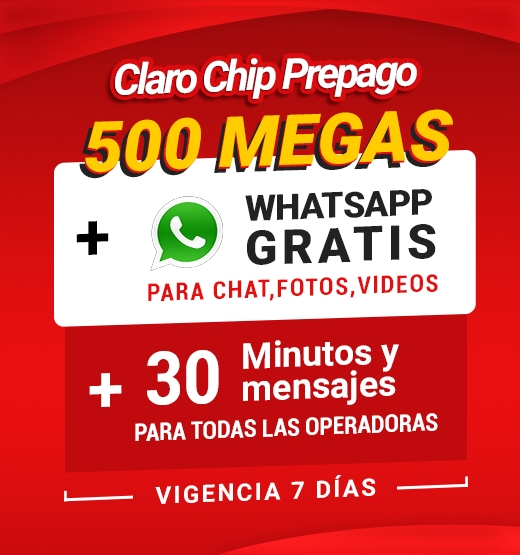 Claro Chip Prepago
500 MEGAS
+ WHATSAPP
GRATIS
PARA CHAT,FOTOS,VIDEOS
+ 30 Minutos y
mensajes
PARA TODAS LAS OPERADORAS
VIGENCIA 7 DÍAS